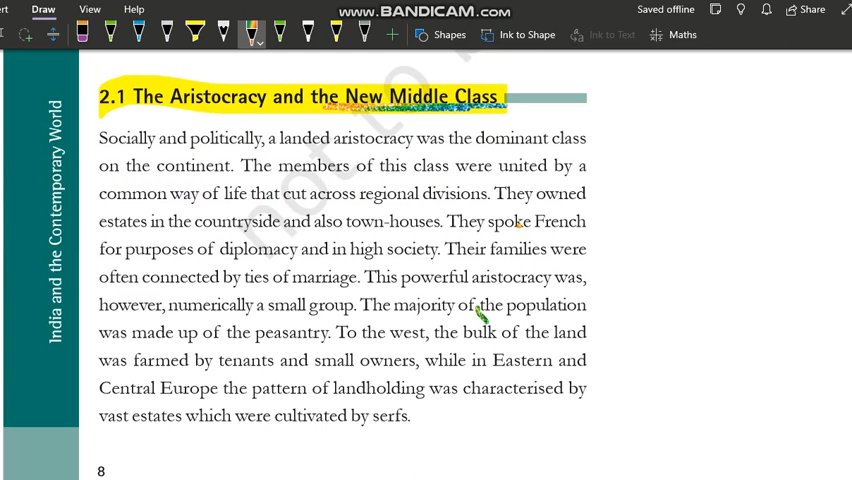 ert Draw View Help www.BANDICAM.com Saved offline Share
Shapes Ink to Shape Ink to Text Maths
2.1 The Aristocracy and the New Middle Class
Socially and politically, a landed aristocracy was the dominant class
on the continent. The members of this class were united by a
common way of life that cut across regional divisions. They owned
estates in the countryside and also town-houses. They spoke French
for purposes of diplomacy and in high society. Their families were
often connected by ties of marriage. This powerful aristocracy was,
however, numerically a small group. The majority of the population
was made up of the peasantry. To the west, the bulk of the land
was farmed by tenants and small owners, while in Eastern and
Central Europe the pattern of landholding was characterised by
vast estates which were cultivated by serfs.
India and the Contemporary World
8
not to